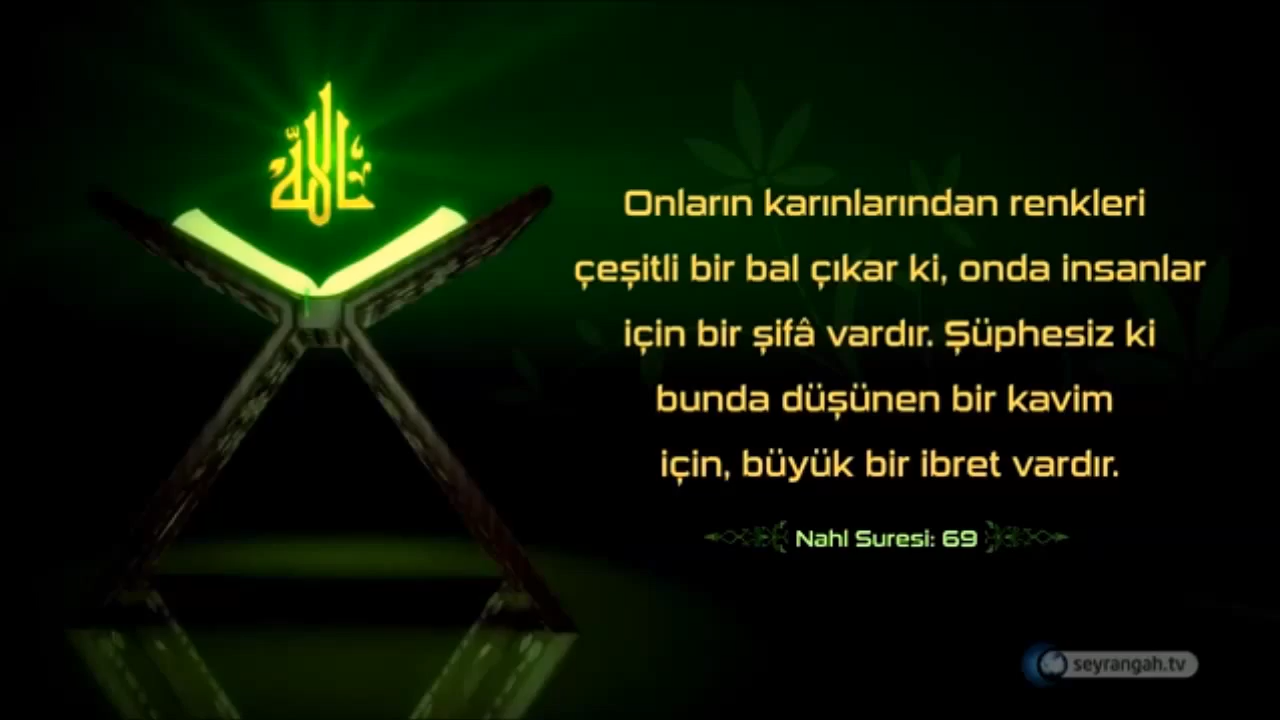 الله
Onların karınlarından renkleri
çeşitli bir bal çıkar ki, onda insanlar
için bir şifâ vardır. Şüphesiz ki
bunda düşünen bir kavim
için, büyük bir ibret vardır.
Nahl Suresi: 69
seyrangah.tv